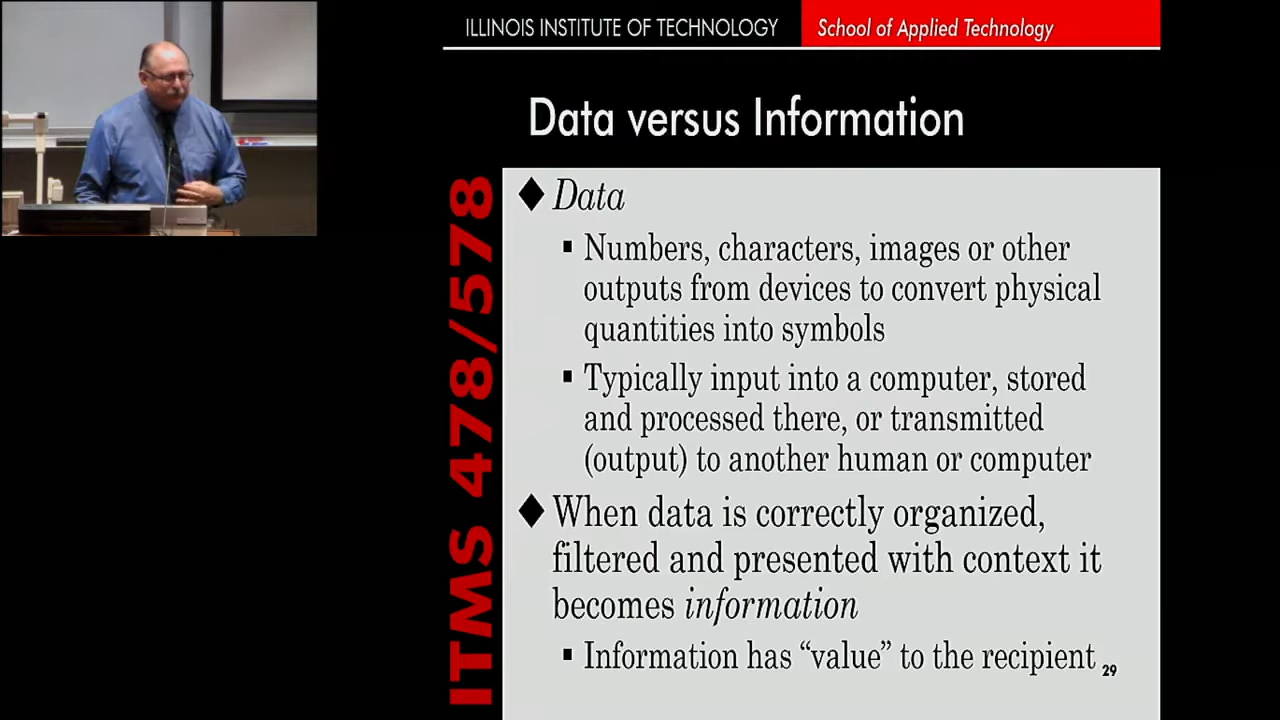 ILLINOIS INSTITUTE OF TECHNOLOGY School of Applied Technology
Data versus Information
ITMS 478/578
◆ Data
▪ Numbers, characters, images or other
outputs from devices to convert physical
quantities into symbols
▪ Typically input into a computer, stored
and processed there, or transmitted
(output) to another human or computer
◆ When data is correctly organized,
filtered and presented with context it
becomes information
▪ Information has “value” to the recipient
29